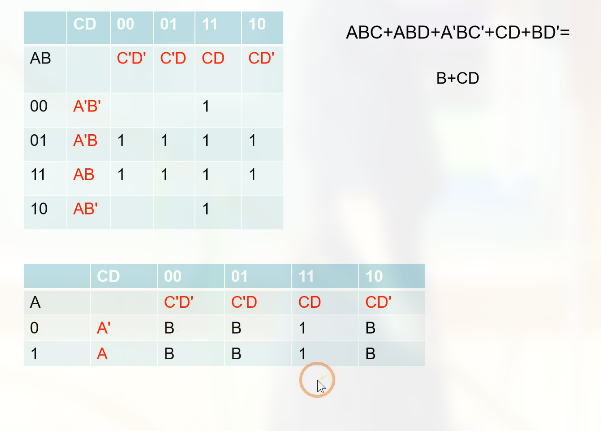 CD 00 01 11 10
AB C'D' C'D CD CD'
00 A'B' 1
01 A'B 1 1 1 1
11 AB 1 1 1 1
10 AB' 1
ABC+ABD+A'BC'+CD+BD'=
B+CD
CD 00 01 11 10
A C'D' C'D CD CD'
0 A' B B 1 B
1 A B B 1 B